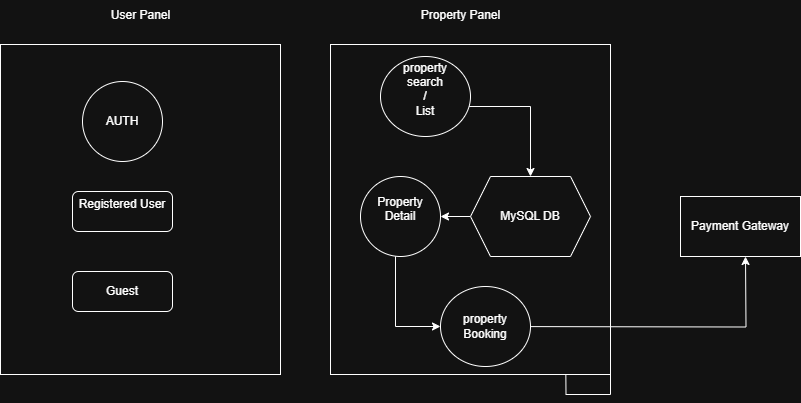 User Panel
Property Panel
AUTH
Registered User
Guest
property
search
/
List
Property
Detail
MySQL DB
property
Booking
Payment Gateway